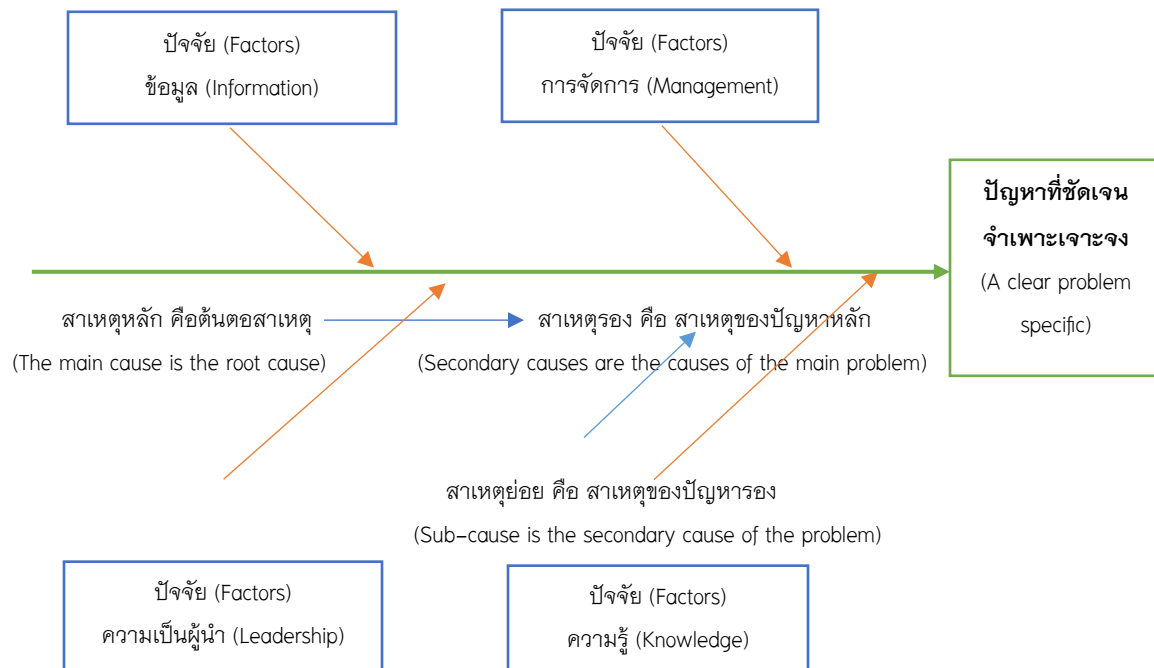 ปัจจัย (Factors)
ข้อมูล (Information)
ปัจจัย (Factors)
การจัดการ (Management)
ปัญหาที่ชัดเจน
จำเพาะเจาะจง
(A clear problem
specific)
สาเหตุหลัก คือต้นตอสาเหตุ
(The main cause is the root cause)
สาเหตุรอง คือ สาเหตุของปัญหาหลัก
(Secondary causes are the causes of the main problem)
สาเหตุย่อย คือ สาเหตุของปัญหารอง
(Sub-cause is the secondary cause of the problem)
ปัจจัย (Factors)
ความเป็นผู้นำ (Leadership)
ปัจจัย (Factors)
ความรู้ (Knowledge)